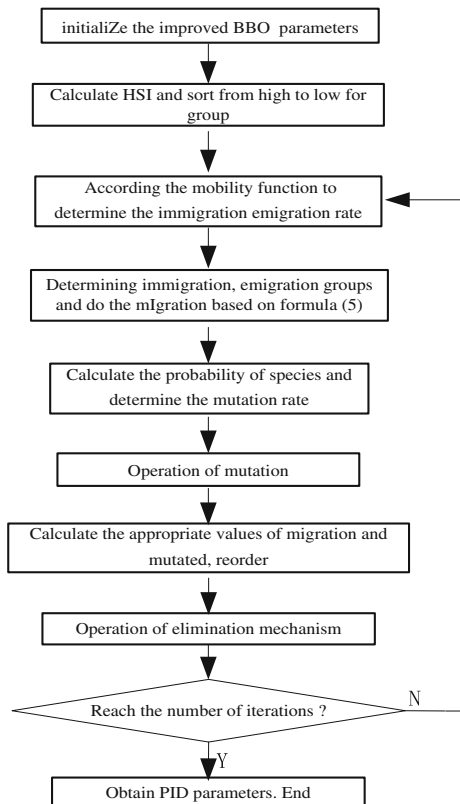 initialiZe the improved BBO parameters
Calculate HSI and sort from high to low for
group
According the mobility function to
determine the immigration emigration rate
Determining immigration, emigration groups
and do the mIgration based on formula (5)
Calculate the probability of species and
determine the mutation rate
Operation of mutation
Calculate the appropriate values of migration and
mutated, reorder
Operation of elimination mechanism
Reach the number of iterations ?
N
Y
Obtain PID parameters. End